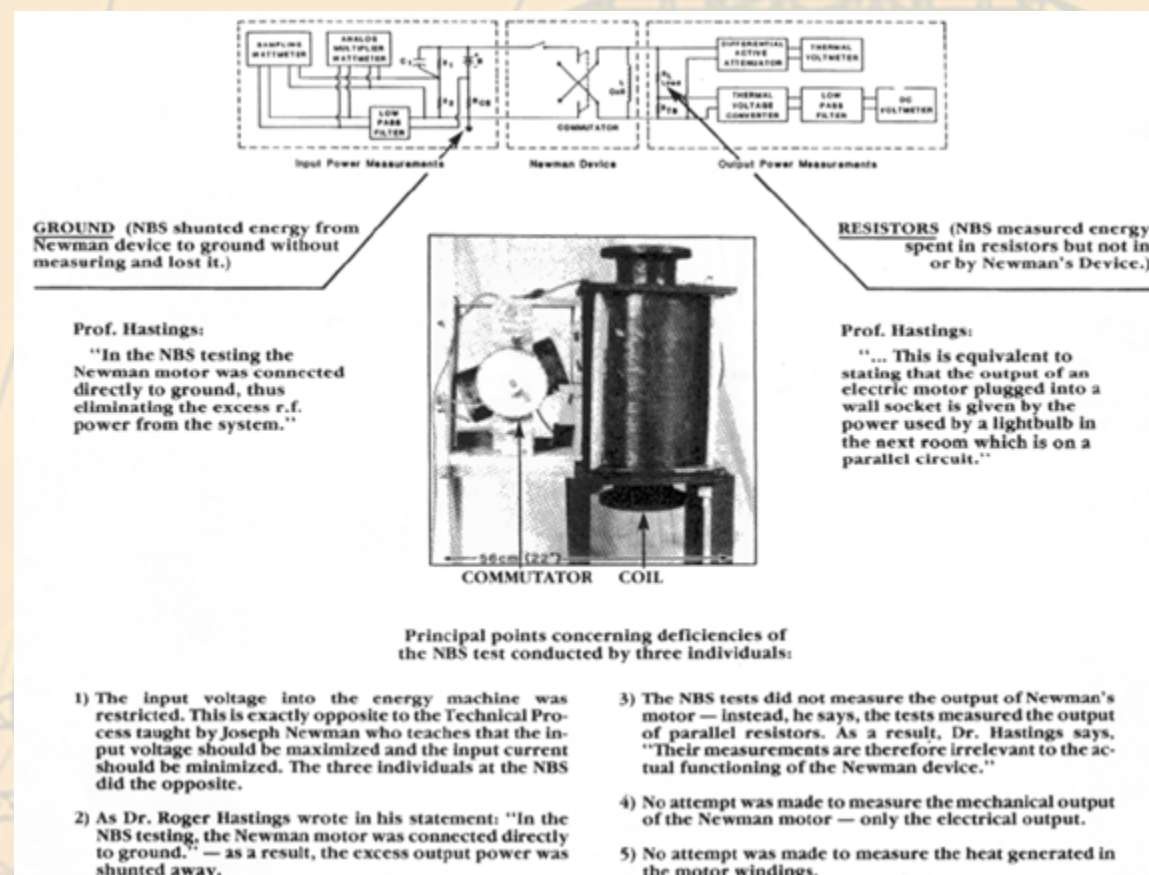 SAMPLING
WATTMETER
ANALOG
MULTIPLIER
WATTMETER
LOW
PASS
FILTER
COMMUTATOR
DIFFERENTIAL
ACTIVE
ATTENUATOR
THERMAL
VOLTMETER
THERMAL
VOLTAGE
CONVERTER
LOW
PASS
FILTER
DC
VOLTMETER
Input Power Measurements
Newman Device
Output Power Measurements
GROUND (NBS shunted energy from
Newman device to ground without
measuring and lost it.)
RESISTORS (NBS measured energy
spent in resistors but not in
or by Newman's Device.)
Prof. Hastings:
"In the NBS testing the
Newman motor was connected
directly to ground, thus
eliminating the excess r.f.
power from the system."
Prof. Hastings:
"... This is equivalent to
stating that the output of an
electric motor plugged into a
wall socket is given by the
power used by a lightbulb in
the next room which is on a
parallel circuit."
56cm (22")
COMMUTATOR COIL
Principal points concerning deficiencies of
the NBS test conducted by three individuals:
1) The input voltage into the energy machine was
restricted. This is exactly opposite to the Technical Pro-
cess taught by Joseph Newman who teaches that the in-
put voltage should be maximized and the input current
should be minimized. The three individuals at the NBS
did the opposite.
2) As Dr. Roger Hastings wrote in his statement: "In the
NBS testing, the Newman motor was connected directly
to ground." — as a result, the excess output power was
shunted away.
3) The NBS tests did not measure the output of Newman's
motor — instead, he says, the tests measured the output
of parallel resistors. As a result, Dr. Hastings says,
"Their measurements are therefore irrelevant to the ac-
tual functioning of the Newman device."
4) No attempt was made to measure the mechanical output
of the Newman motor — only the electrical output.
5) No attempt was made to measure the heat generated in
the motor windings.